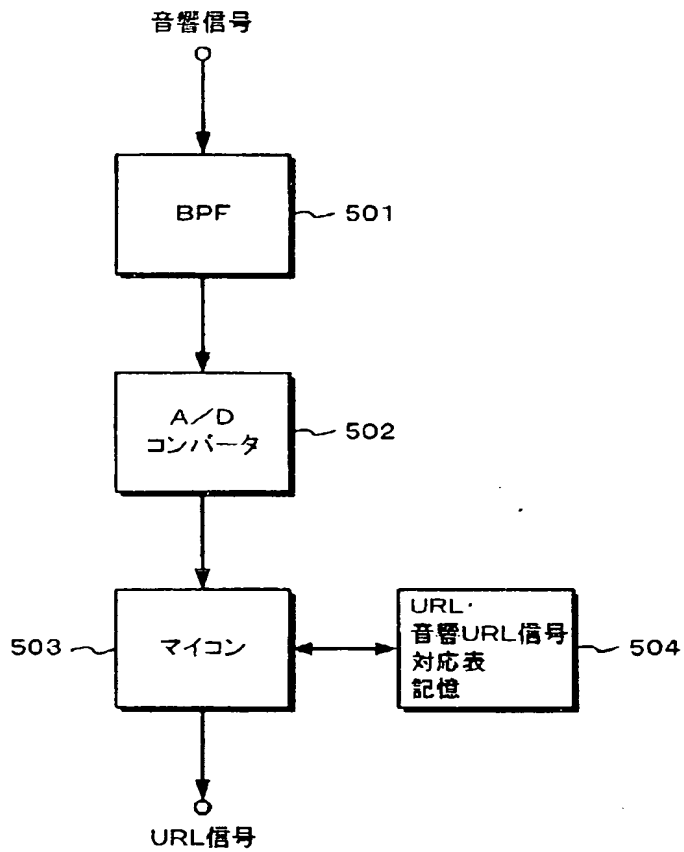 音響信号
BPF
501
A／D
コンバータ
502
503
マイコン
URL・
音響URL信号
対応表
記憶
504
URL信号